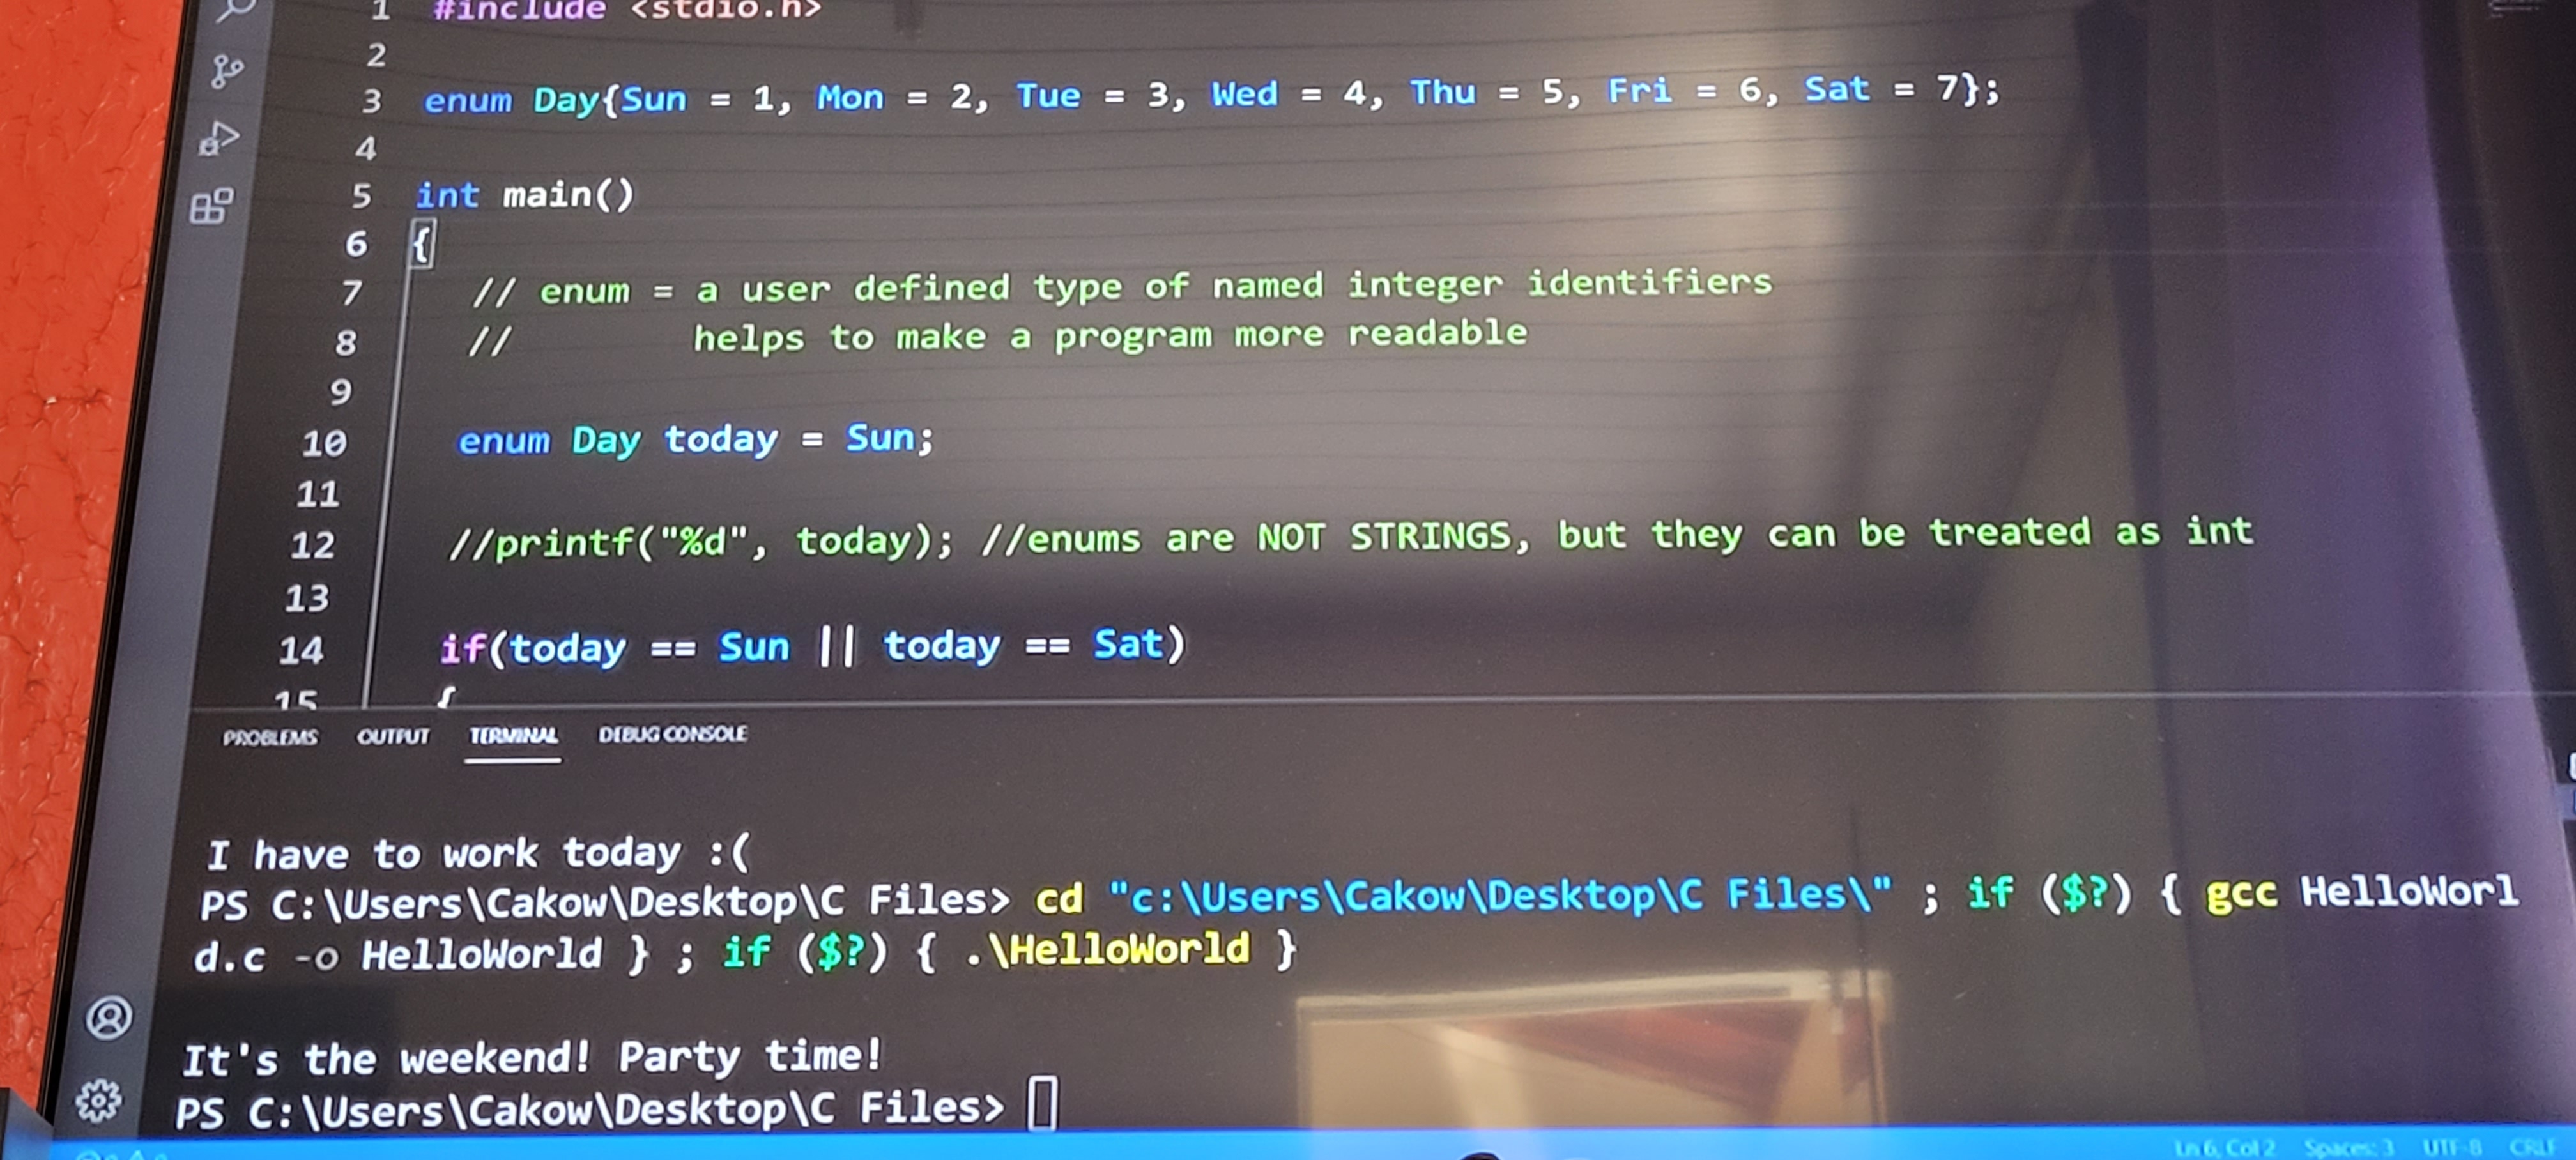 1 #include <stdio.h>
2
3 enum Day{Sun = 1, Mon = 2, Tue = 3, Wed = 4, Thu = 5, Fri = 6, Sat = 7};
4
5 int main()
6 {
7 // enum = a user defined type of named integer identifiers
8 // helps to make a program more readable
9
10 enum Day today = Sun;
11
12 //printf("%d", today); //enums are NOT STRINGS, but they can be treated as int
13
14 if(today == Sun || today == Sat)
15 {
PROBLEMS OUTPUT TERMINAL DEBUG CONSOLE
I have to work today :(
PS C:\Users\Cakow\Desktop\C Files> cd "c:\Users\Cakow\Desktop\C Files\" ; if ($?) { gcc HelloWorl
d.c -o HelloWorld } ; if ($?) { .\HelloWorld }
It's the weekend! Party time!
PS C:\Users\Cakow\Desktop\C Files>
Ln 6, Col 2 Spaces: 3 UTF-8 CRLF